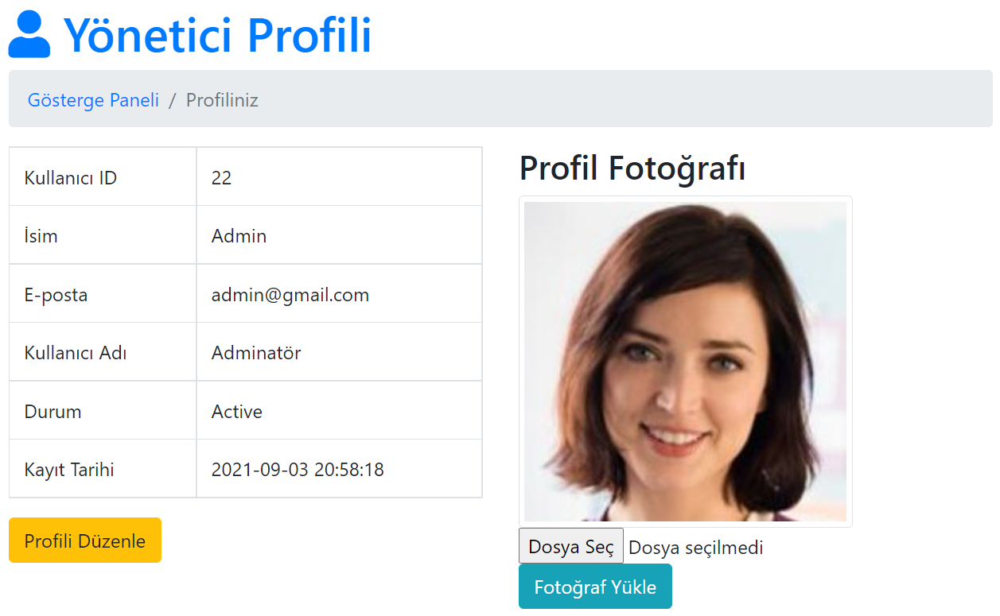 Yönetici Profili
Gösterge Paneli / Profiliniz
Kullanıcı ID 22
İsim Admin
E-posta admin@gmail.com
Kullanıcı Adı Adminatör
Durum Active
Kayıt Tarihi 2021-09-03 20:58:18
Profili Düzenle
Profil Fotoğrafı
Dosya Seç Dosya seçilmedi
Fotoğraf Yükle